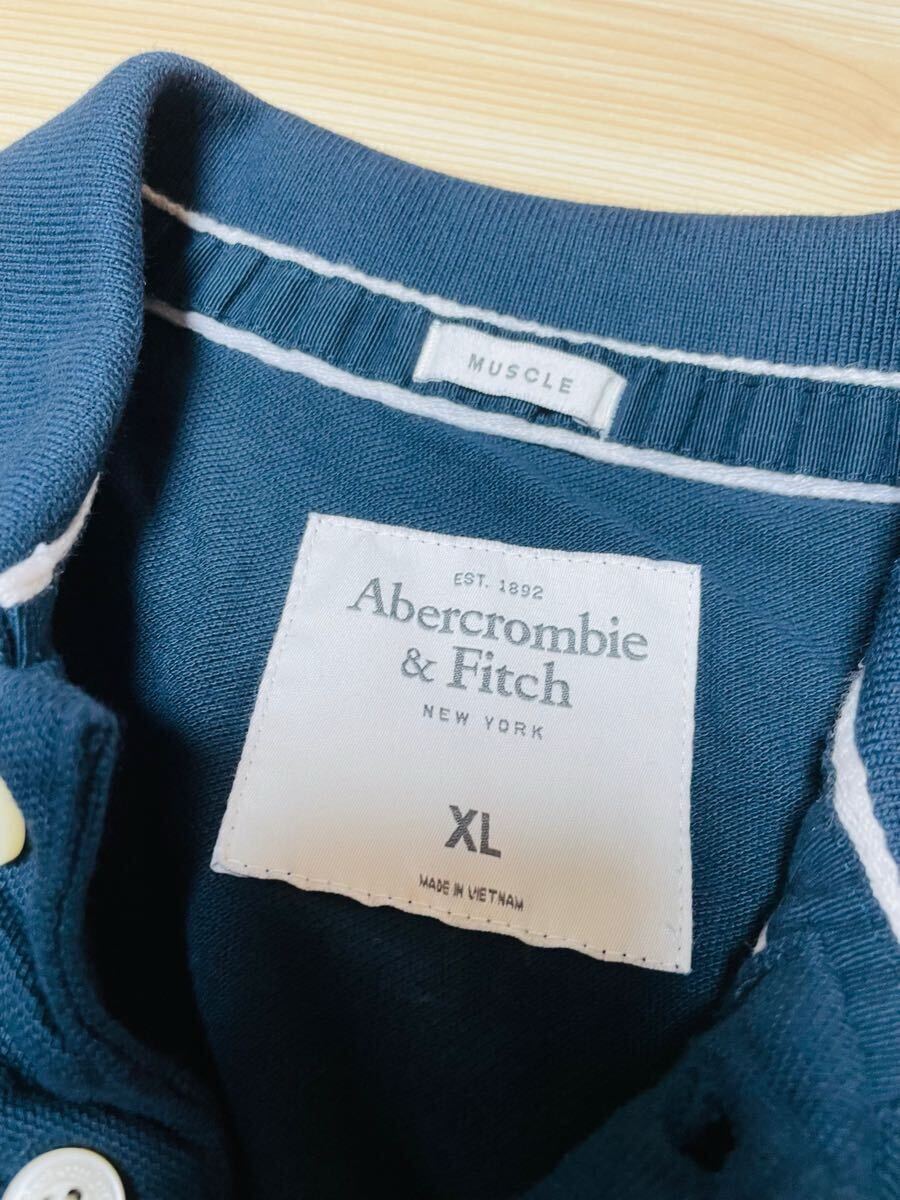 MUSCLE
EST. 1892
Abercrombie
& Fitch
NEW YORK
XL
MADE IN VIETNAM